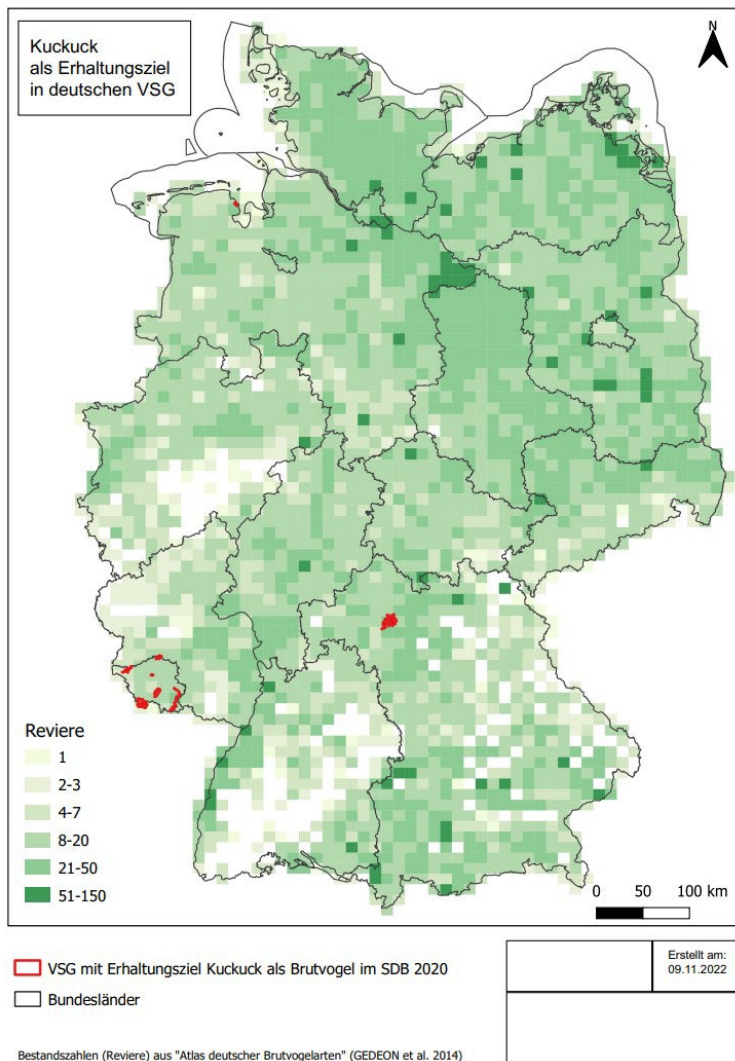 Kuckuck
als Erhaltungsziel
in deutschen VSG
N
Reviere
1
2-3
4-7
8-20
21-50
51-150
0 50 100 km
VSG mit Erhaltungsziel Kuckuck als Brutvogel im SDB 2020
Bundesländer
Erstellt am:
09.11.2022
Bestandszahlen (Reviere) aus "Atlas deutscher Brutvogelarten" (GEDEON et al. 2014)